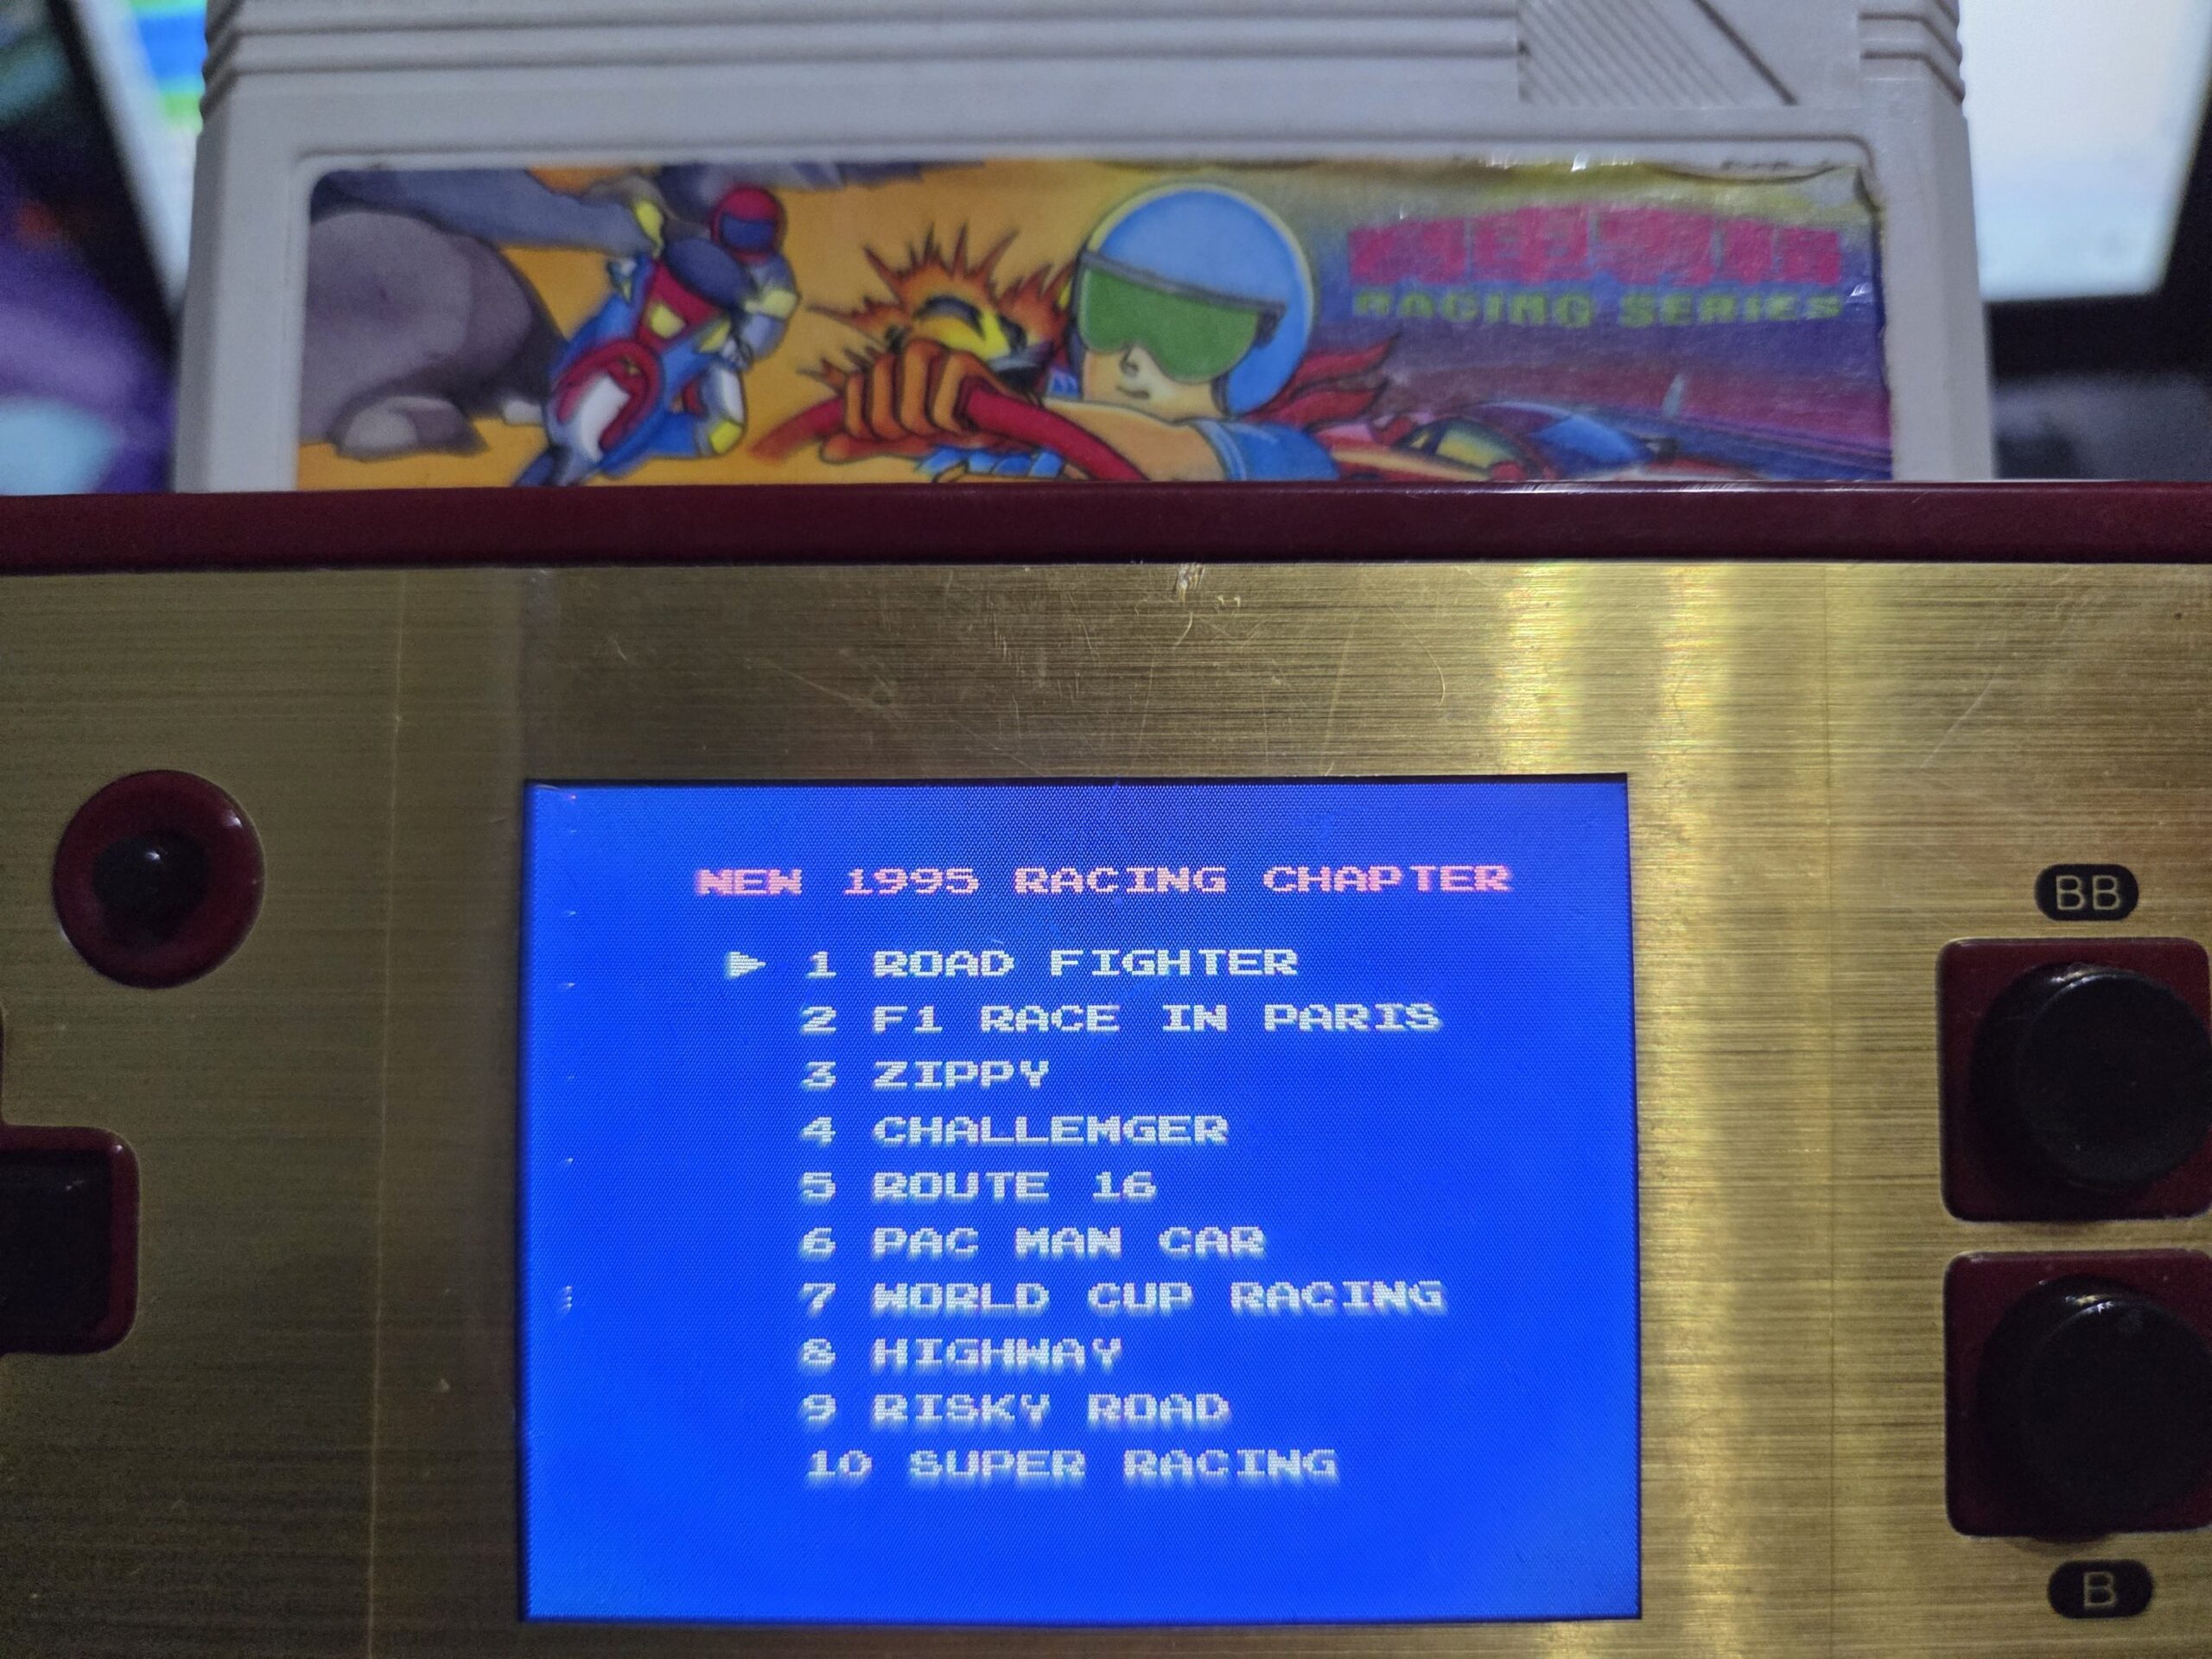 RACING SERIES
NEW 1995 RACING CHAPTER
1 ROAD FIGHTER
2 F1 RACE IN PARIS
3 ZIPPY
4 CHALLEMGER
5 ROUTE 16
6 PAC MAN CAR
7 WORLD CUP RACING
8 HIGHWAY
9 RISKY ROAD
10 SUPER RACING
BB
B